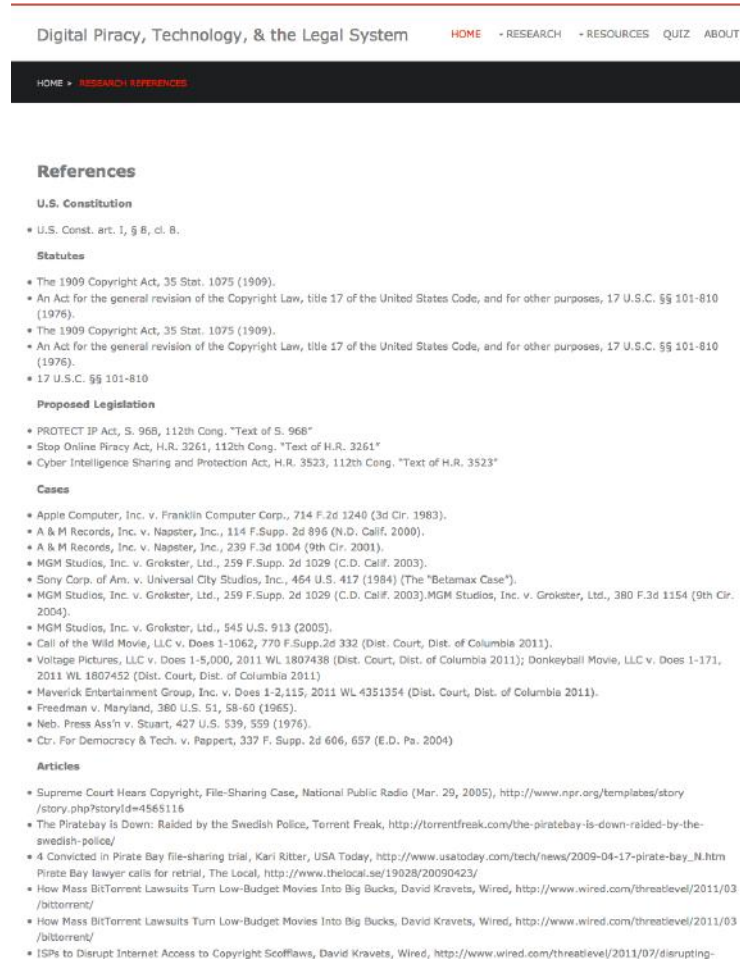 Digital Piracy, Technology, & the Legal System
HOME - RESEARCH - RESOURCES QUIZ ABOUT
HOME > RESEARCH REFERENCES
References
U.S. Constitution
• U.S. Const. art. I, § 8, cl. 8.
Statutes
• The 1909 Copyright Act, 35 Stat. 1075 (1909).
• An Act for the general revision of the Copyright Law, title 17 of the United States Code, and for other purposes, 17 U.S.C. §§ 101-810
(1976).
• The 1909 Copyright Act, 35 Stat. 1075 (1909).
• An Act for the general revision of the Copyright Law, title 17 of the United States Code, and for other purposes, 17 U.S.C. §§ 101-810
(1976).
• 17 U.S.C. §§ 101-810
Proposed Legislation
• PROTECT IP Act, S. 968, 112th Cong. "Text of S. 968"
• Stop Online Piracy Act, H.R. 3261, 112th Cong. "Text of H.R. 3261"
• Cyber Intelligence Sharing and Protection Act, H.R. 3523, 112th Cong. "Text of H.R. 3523"
Cases
• Apple Computer, Inc. v. Franklin Computer Corp., 714 F.2d 1240 (3d Cir. 1983).
• A & M Records, Inc. v. Napster, Inc., 114 F.Supp. 2d 896 (N.D. Calif. 2000).
• A & M Records, Inc. v. Napster, Inc., 239 F.3d 1004 (9th Cir. 2001).
• MGM Studios, Inc. v. Grokster, Ltd., 259 F.Supp. 2d 1029 (C.D. Calif. 2003).
• Sony Corp. of Am. v. Universal City Studios, Inc., 464 U.S. 417 (1984) (The "Betamax Case").
• MGM Studios, Inc. v. Grokster, Ltd., 259 F.Supp. 2d 1029 (C.D. Calif. 2003).MGM Studios, Inc. v. Grokster, Ltd., 380 F.3d 1154 (9th Cir.
2004).
• MGM Studios, Inc. v. Grokster, Ltd., 545 U.S. 913 (2005).
• Call of the Wild Movie, LLC v. Does 1-1062, 770 F.Supp.2d 332 (Dist. Court, Dist. of Columbia 2011).
• Voltage Pictures, LLC v. Does 1-5,000, 2011 WL 1807438 (Dist. Court, Dist. of Columbia 2011); Donkeyball Movie, LLC v. Does 1-171,
2011 WL 1807452 (Dist. Court, Dist. of Columbia 2011)
• Maverick Entertainment Group, Inc. v. Does 1-2,115, 2011 WL 4351354 (Dist. Court, Dist. of Columbia 2011).
• Freedman v. Maryland, 380 U.S. 51, 58-60 (1965).
• Neb. Press Ass'n v. Stuart, 427 U.S. 539, 559 (1976).
• Ctr. For Democracy & Tech. v. Pappert, 337 F. Supp. 2d 606, 657 (E.D. Pa. 2004)
Articles
• Supreme Court Hears Copyright, File-Sharing Case, National Public Radio (Mar. 29, 2005), http://www.npr.org/templates/story
/story.php?storyId=4565116
• The Piratebay is Down: Raided by the Swedish Police, Torrent Freak, http://torrentfreak.com/the-piratebay-is-down-raided-by-the-
swedish-police/
• 4 Convicted in Pirate Bay file-sharing trial, Karl Ritter, USA Today, http://www.usatoday.com/tech/news/2009-04-17-pirate-bay_N.htm
Pirate Bay lawyer calls for retrial, The Local, http://www.thelocal.se/19028/20090423/
• How Mass BitTorrent Lawsuits Turn Low-Budget Movies Into Big Bucks, David Kravets, Wired, http://www.wired.com/threatlevel/2011/03
/bittorrent/
• How Mass BitTorrent Lawsuits Turn Low-Budget Movies Into Big Bucks, David Kravets, Wired, http://www.wired.com/threatlevel/2011/03
/bittorrent/
• ISPs to Disrupt Internet Access to Copyright Scofflaws, David Kravets, Wired, http://www.wired.com/threatlevel/2011/07/disrupting-